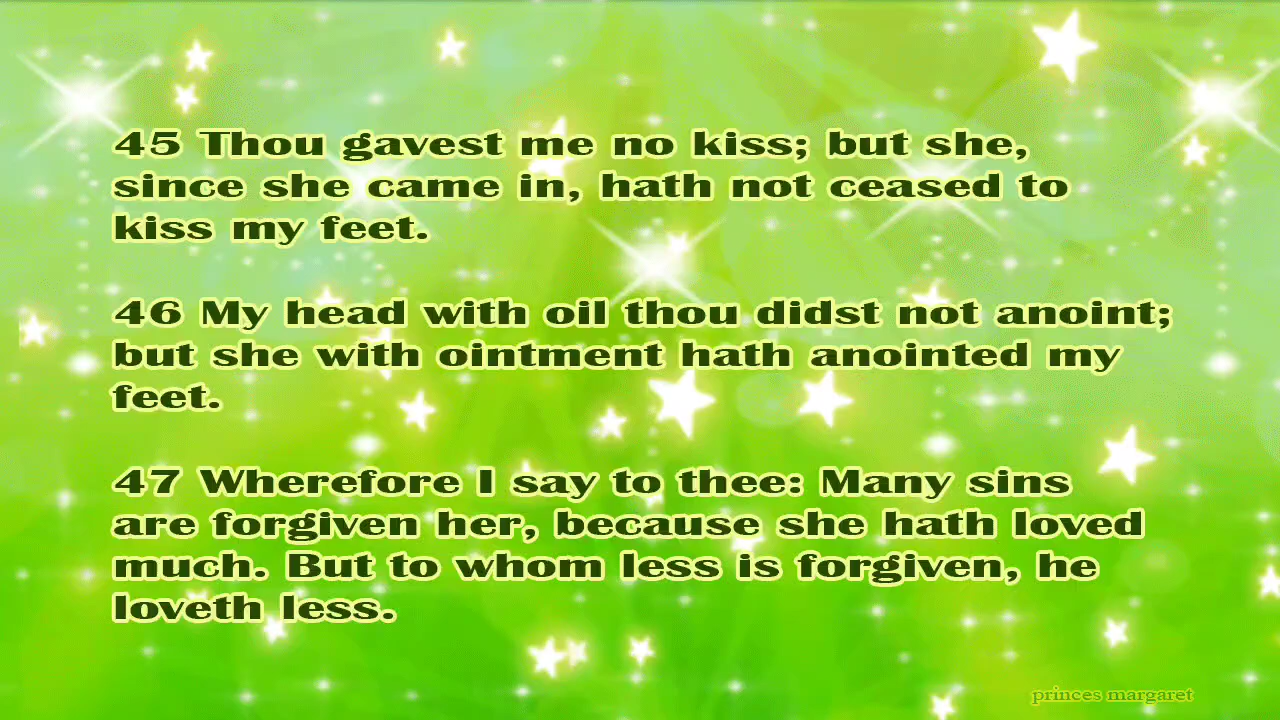 45 Thou gavest me no kiss; but she,
since she came in, hath not ceased to
kiss my feet.
46 My head with oil thou didst not anoint;
but she with ointment hath anointed my
feet.
47 Wherefore I say to thee: Many sins
are forgiven her, because she hath loved
much. But to whom less is forgiven, he
loveth less.
princes margaret